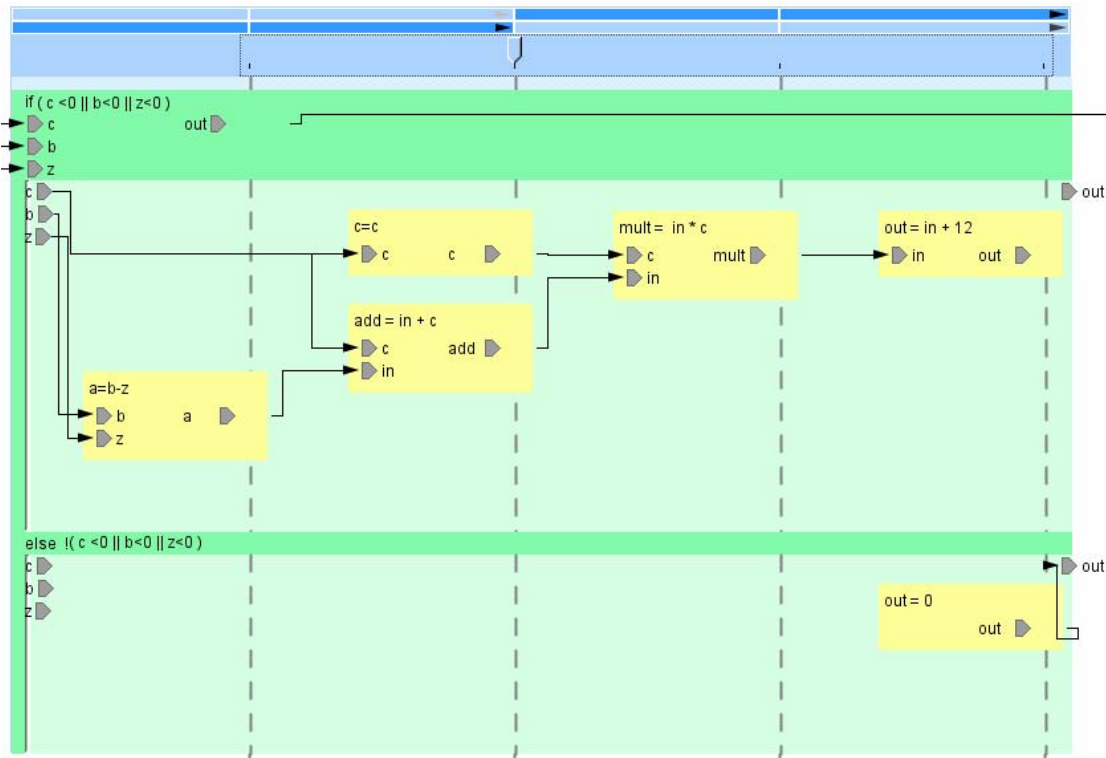 if ( c <0 || b<0 || z<0 )
c out
b
z
c out
b
z
c=c
c c
mult= in * c
c mult
in
out = in + 12
in out
add = in + c
c add
in
a=b-z
b a
z
else !( c <0 || b<0 || z<0 )
c out
b
z
out = 0
out